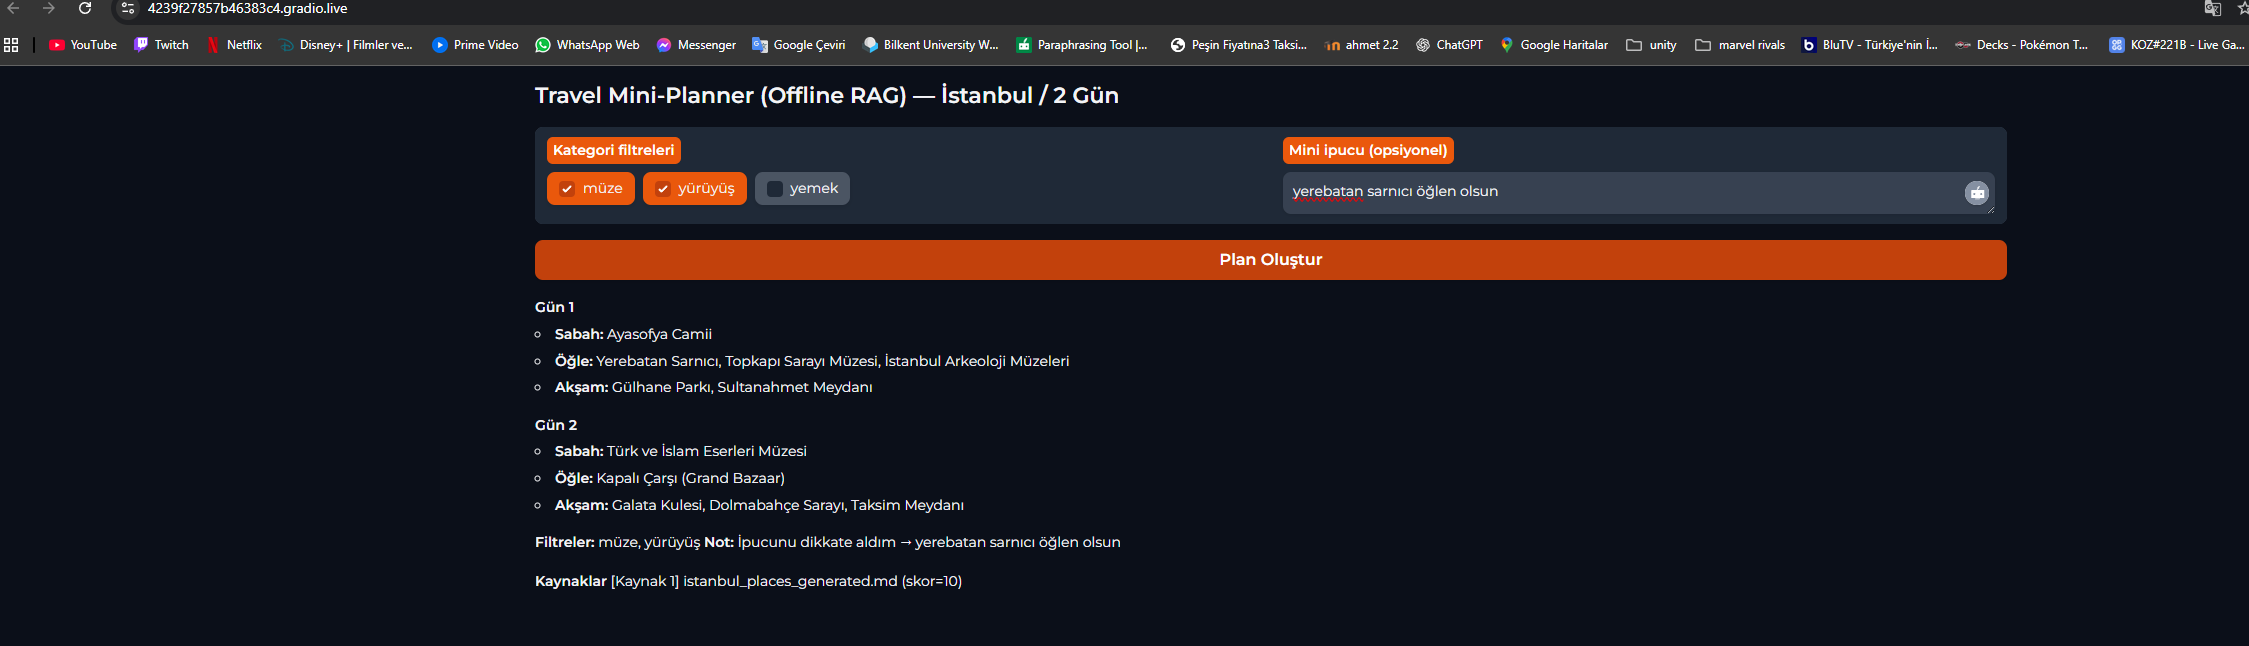 4239f27857b46383c4.gradio.live
YouTube Twitch Netflix Disney+ | Filmler ve... Prime Video WhatsApp Web Messenger Google Çeviri Bilkent University W... Paraphrasing Tool |... Peşin Fiyatına3 Taksi... ahmet 2.2 ChatGPT Google Haritalar unity marvel rivals BluTV - Türkiye'nin İ... Decks - Pokémon T... KOZ#221B - Live Ga...
Travel Mini-Planner (Offline RAG) — İstanbul / 2 Gün
Kategori filtreleri
müze yürüyüş yemek
Mini ipucu (opsiyonel)
yerebatan sarnıcı öğlen olsun
Plan Oluştur
Gün 1
Sabah: Ayasofya Camii
Öğle: Yerebatan Sarnıcı, Topkapı Sarayı Müzesi, İstanbul Arkeoloji Müzeleri
Akşam: Gülhane Parkı, Sultanahmet Meydanı
Gün 2
Sabah: Türk ve İslam Eserleri Müzesi
Öğle: Kapalı Çarşı (Grand Bazaar)
Akşam: Galata Kulesi, Dolmabahçe Sarayı, Taksim Meydanı
Filtreler: müze, yürüyüş Not: İpucunu dikkate aldım → yerebatan sarnıcı öğlen olsun
Kaynaklar [Kaynak 1] istanbul_places_generated.md (skor=10)